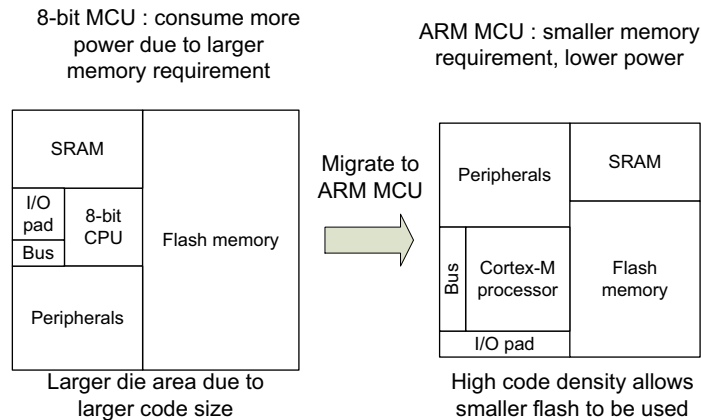 8-bit MCU : consume more
power due to larger
memory requirement
SRAM
I/O
pad
8-bit
CPU
Bus
Flash memory
Peripherals
Larger die area due to
larger code size
Migrate to
ARM MCU
ARM MCU : smaller memory
requirement, lower power
Peripherals
SRAM
Bus
Cortex-M
processor
Flash
memory
I/O pad
High code density allows
smaller flash to be used